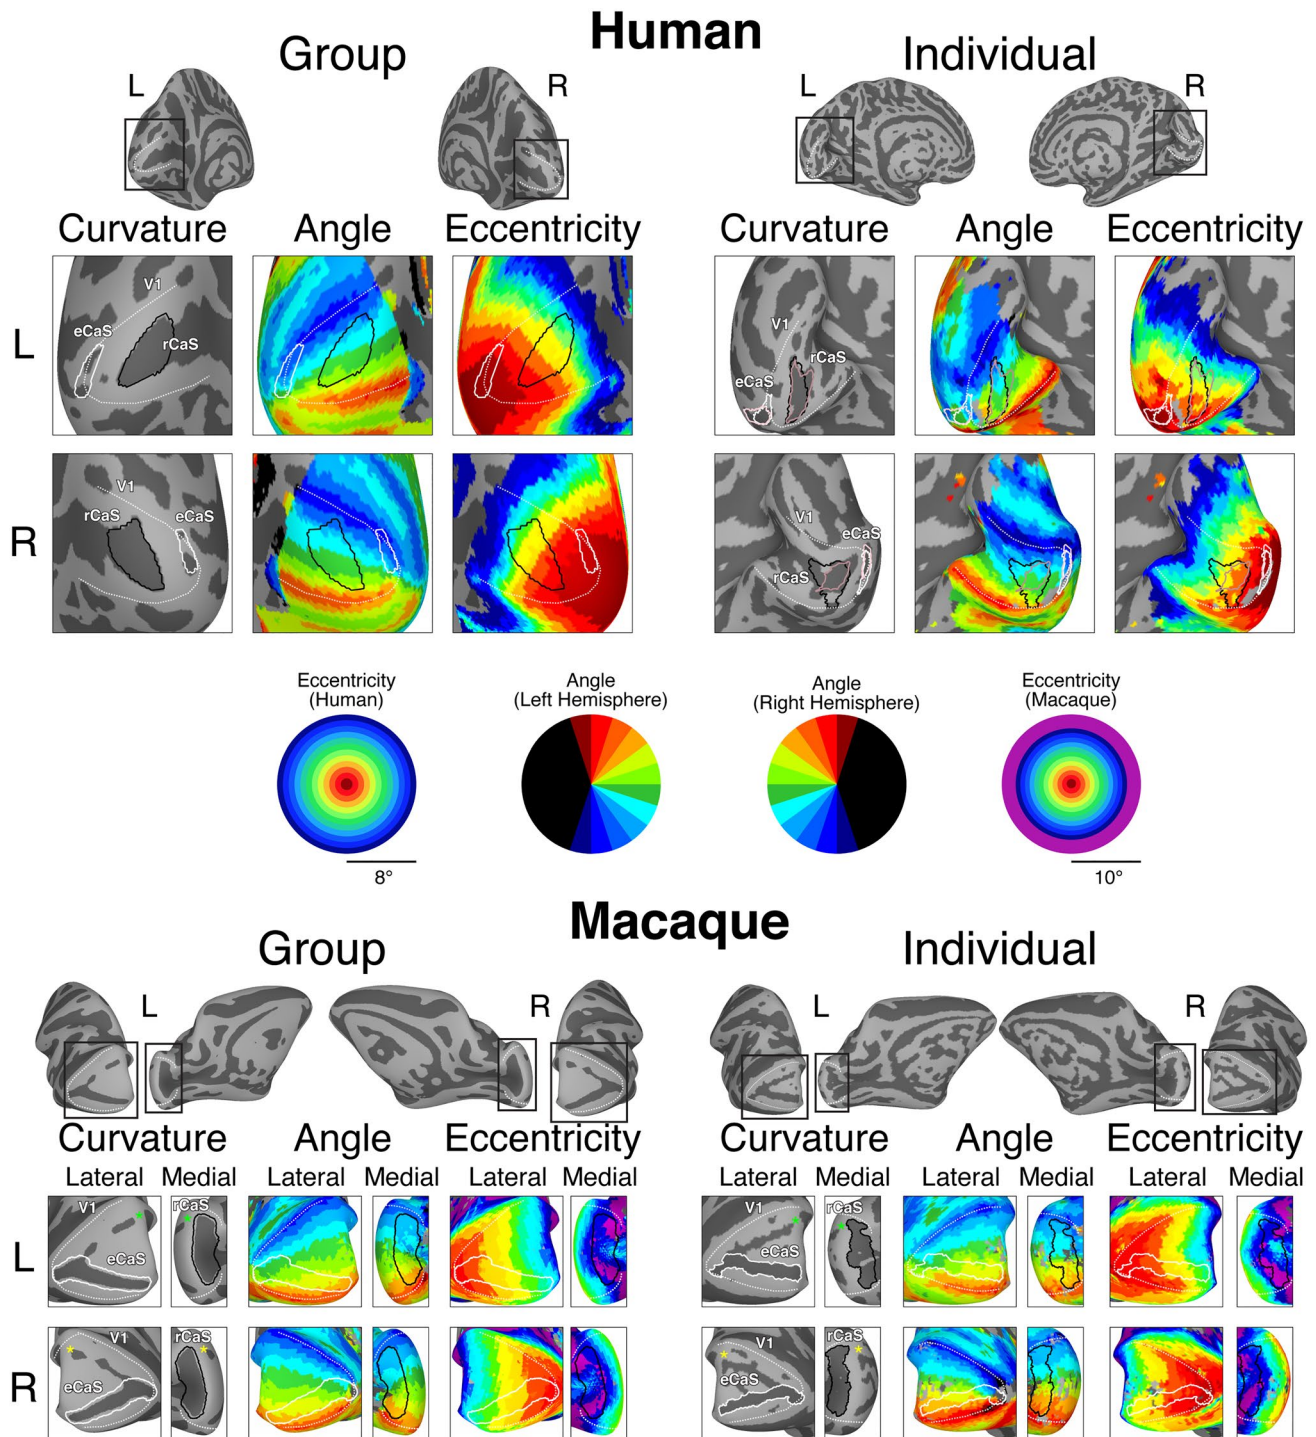 Human
Group
Individual
L
R
L
R
Curvature
Angle
Eccentricity
Curvature
Angle
Eccentricity
L
V1
eCaS
rCaS
V1
rCaS
eCaS
R
V1
rCaS
eCaS
V1
eCaS
rCaS
Eccentricity
(Human)
Angle
(Left Hemisphere)
Angle
(Right Hemisphere)
Eccentricity
(Macaque)
8°
10°
Macaque
Group
Individual
L
R
L
R
Curvature
Angle
Eccentricity
Curvature
Angle
Eccentricity
Lateral
Medial
Lateral
Medial
Lateral
Medial
Lateral
Medial
Lateral
Medial
Lateral
Medial
L
V1
rCaS
eCaS
V1
rCaS
eCaS
R
V1
rCaS
*
*
eCaS
V1
rCaS
*
*
eCaS